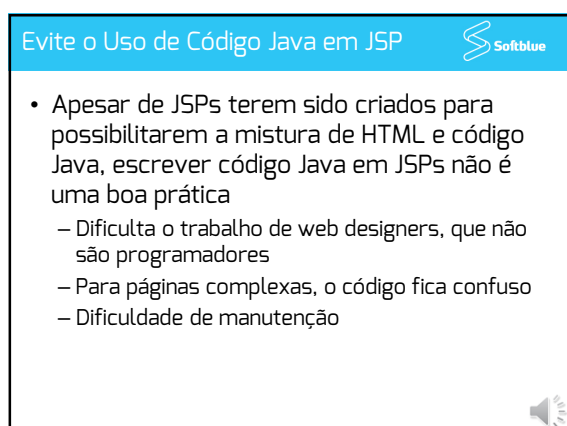 Evite o Uso de Código Java em JSP
Softblue
• Apesar de JSPs terem sido criados para
possibilitarem a mistura de HTML e código
Java, escrever código Java em JSPs não é
uma boa prática
– Dificulta o trabalho de web designers, que não
são programadores
– Para páginas complexas, o código fica confuso
– Dificuldade de manutenção